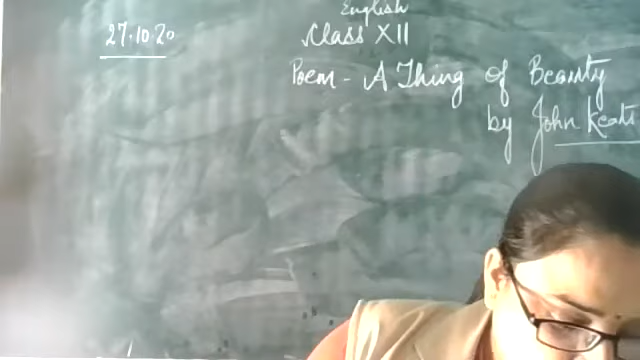 27.10.20
English
Class XII
Poem - A Thing of Beauty
by John Keats